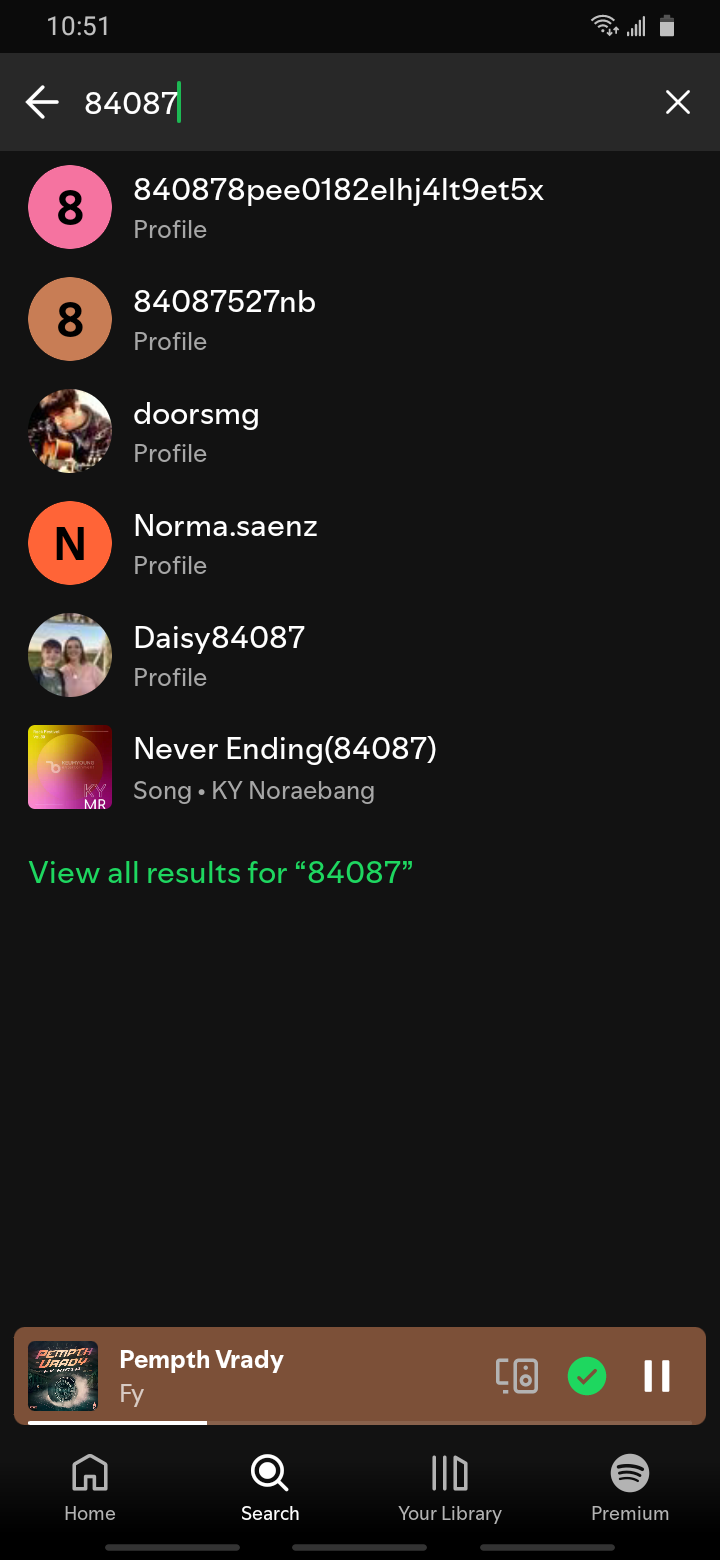 10:51
84087
8
840878pee0182elhj4lt9et5x
Profile
8
84087527nb
Profile
doorsmg
Profile
N
Norma.saenz
Profile
Daisy84087
Profile
KY
MR
Never Ending(84087)
Song • KY Noraebang
View all results for “84087”
PEMPTH
VRADY
Pempth Vrady
Fy
Home
Search
Your Library
Premium